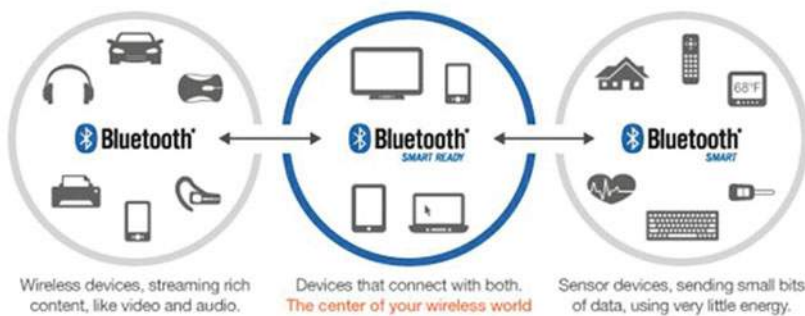 68°F
Bluetooth
Bluetooth
SMART READY
Bluetooth
SMART
Wireless devices, streaming rich
content, like video and audio.
Devices that connect with both.
The center of your wireless world
Sensor devices, sending small bits
of data, using very little energy.